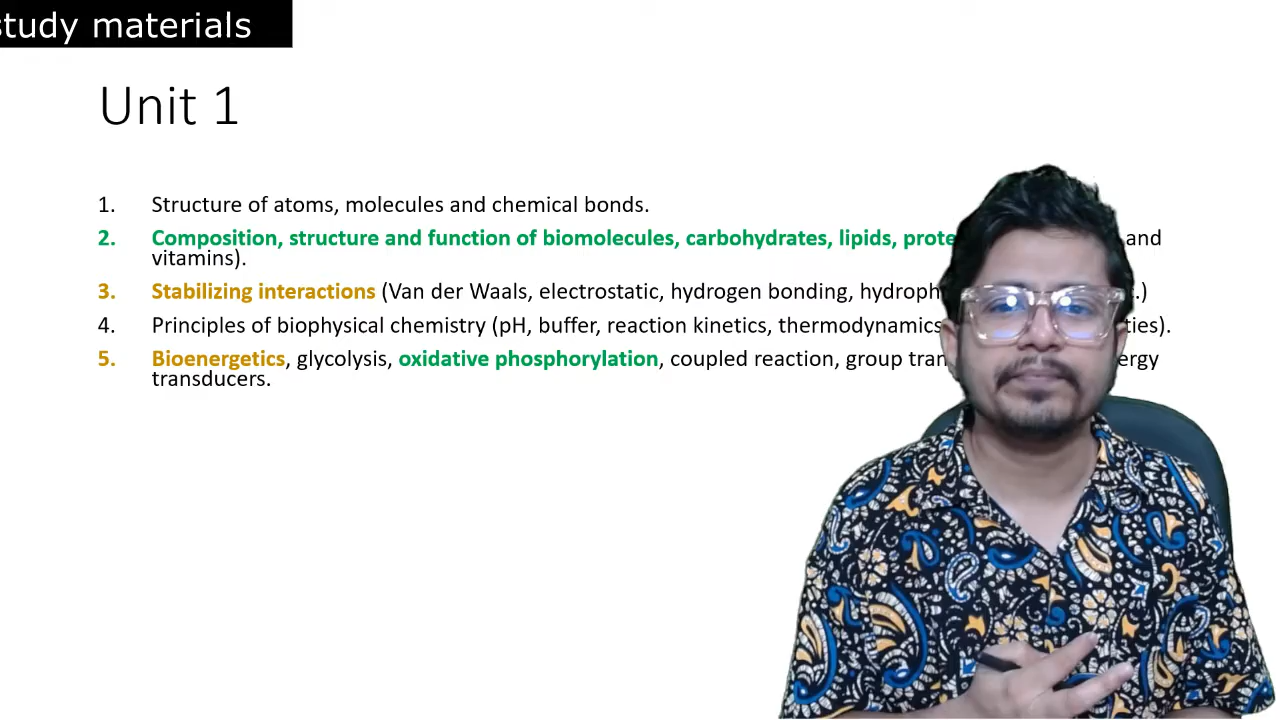 study materials
Unit 1
1. Structure of atoms, molecules and chemical bonds.
2. Composition, structure and function of biomolecules, carbohydrates, lipids, and
vitamins).
3. Stabilizing interactions (Van der Waals, electrostatic, hydrogen bonding,
4. Principles of biophysical chemistry (pH, buffer, reaction kinetics, thermodynamics
5. Bioenergetics, glycolysis, oxidative phosphorylation, coupled reaction, group
transducers.